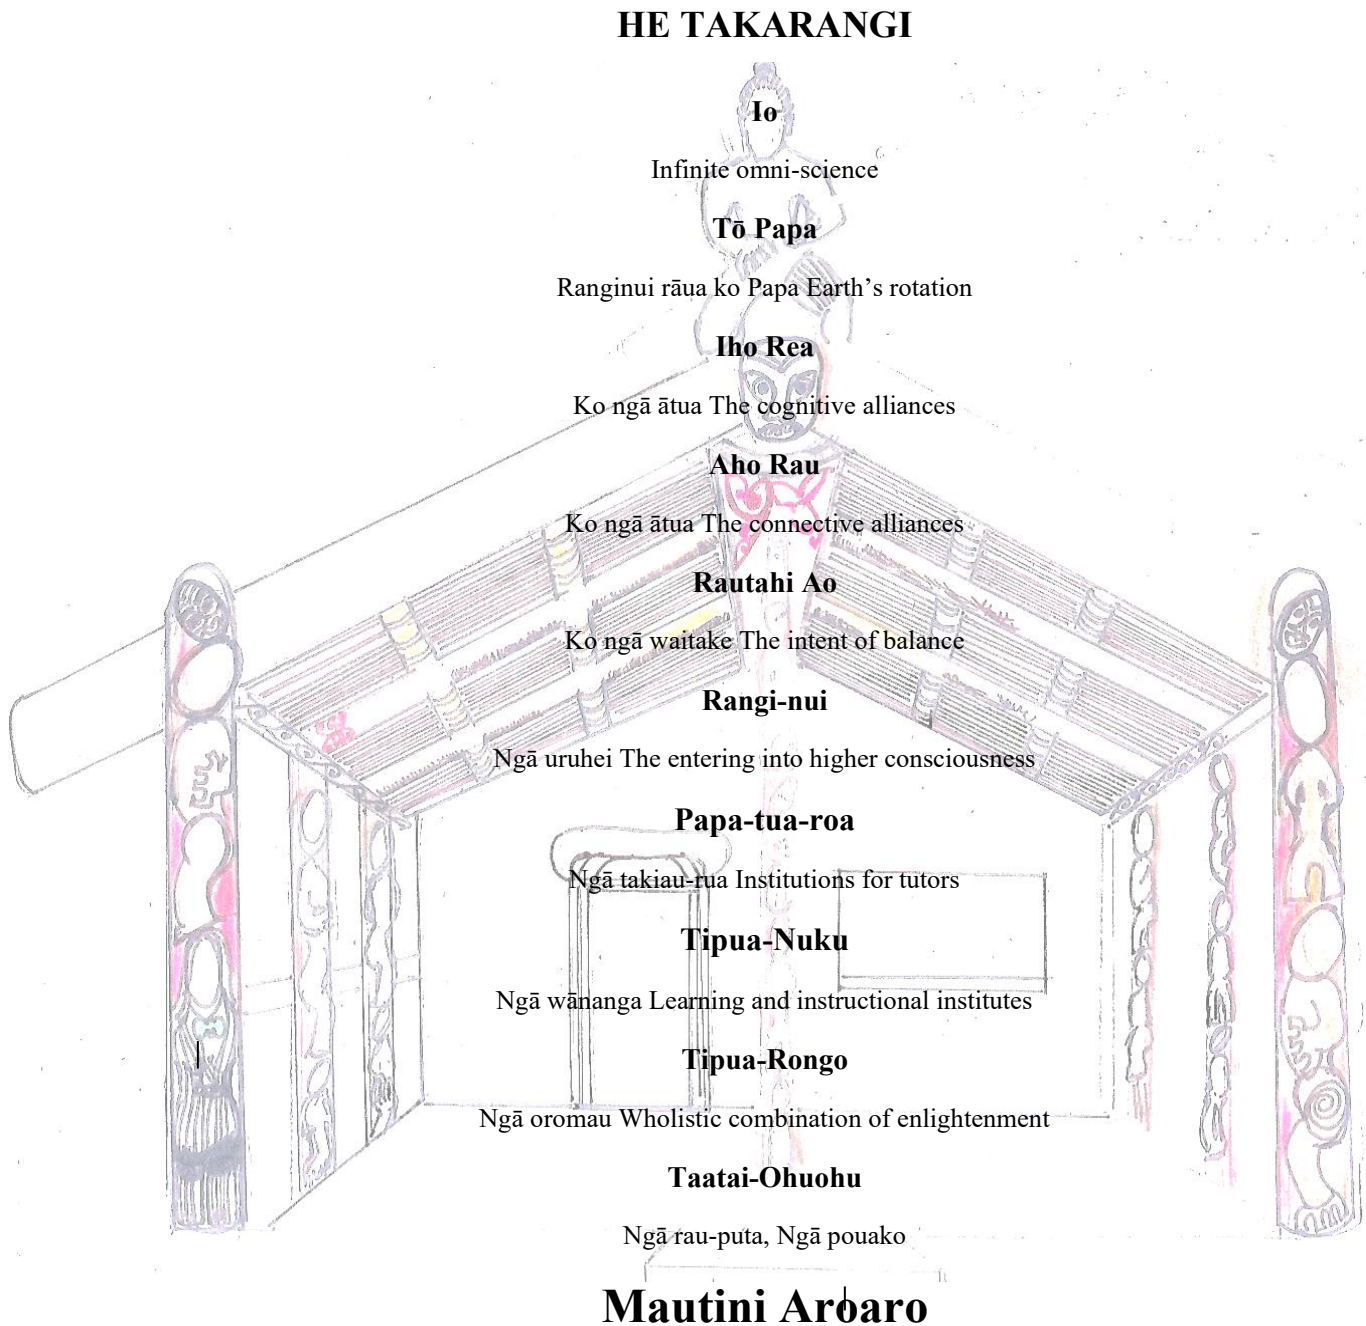 HE TAKARANGI
Io
Infinite omni-science
Tō Papa
Ranginui rāua ko Papa Earth’s rotation
Iho Rea
Ko ngā ātua The cognitive alliances
Aho Rau
Ko ngā ātua The connective alliances
Rautahi Ao
Ko ngā waitake The intent of balance
Rangi-nui
Ngā uruhei The entering into higher consciousness
Papa-tua-roa
Ngā takiau-rua Institutions for tutors
Tipua-Nuku
Ngā wānanga Learning and instructional institutes
Tipua-Rongo
Ngā oromau Wholistic combination of enlightenment
Taatai-Ohuohu
Ngā rau-puta, Ngā pouako
Mautini Aroaro